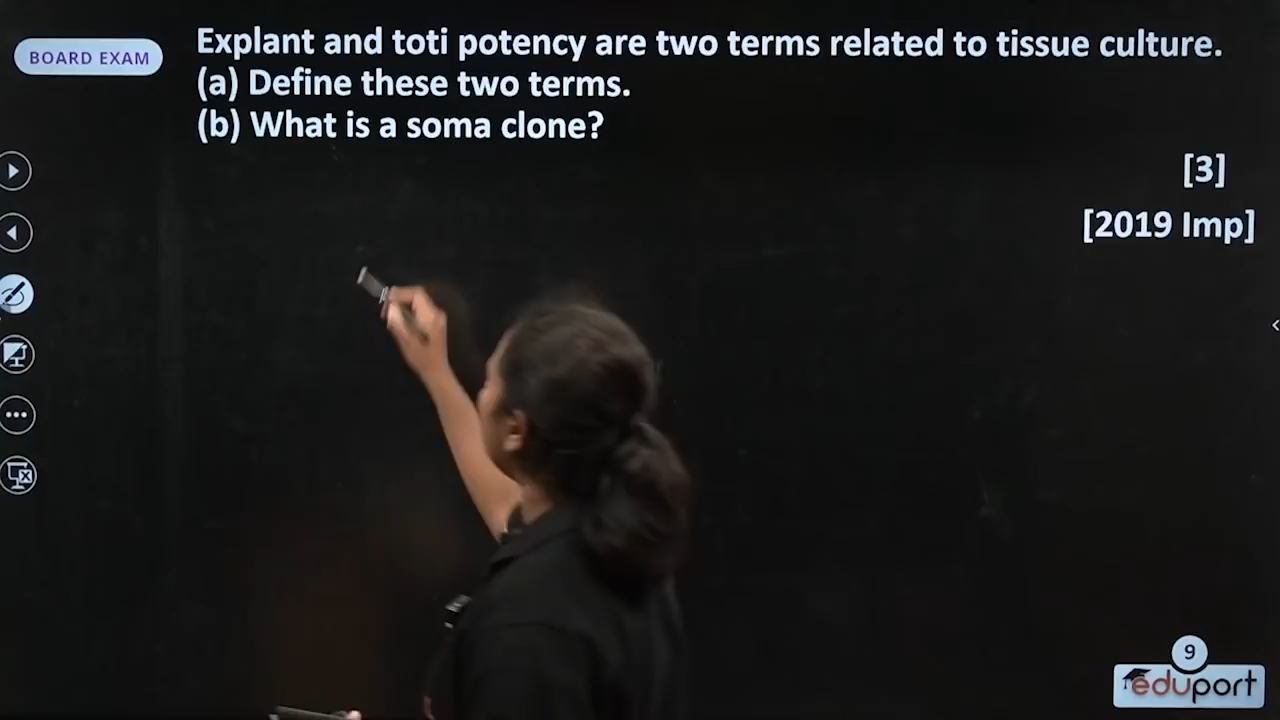 BOARD EXAM
Explant and toti potency are two terms related to tissue culture.
(a) Define these two terms.
(b) What is a soma clone?
[3]
[2019 Imp]
9
eduport